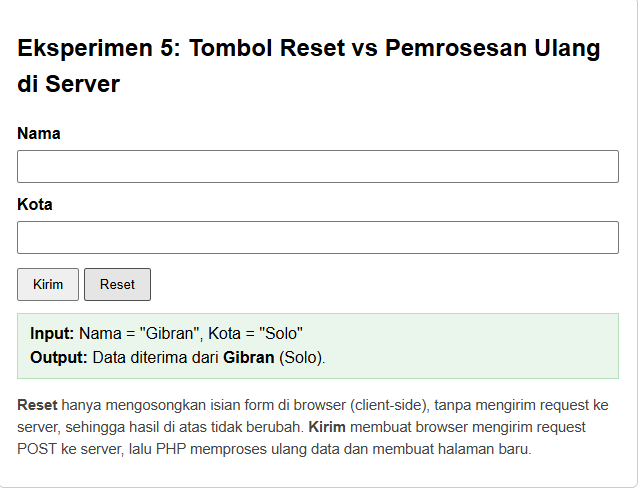 Eksperimen 5: Tombol Reset vs Pemrosesan Ulang
di Server
Nama
Kota
Kirim Reset
Input: Nama = "Gibran", Kota = "Solo"
Output: Data diterima dari Gibran (Solo).
Reset hanya mengosongkan isian form di browser (client-side), tanpa mengirim request ke
server, sehingga hasil di atas tidak berubah. Kirim membuat browser mengirim request
POST ke server, lalu PHP memproses ulang data dan membuat halaman baru.